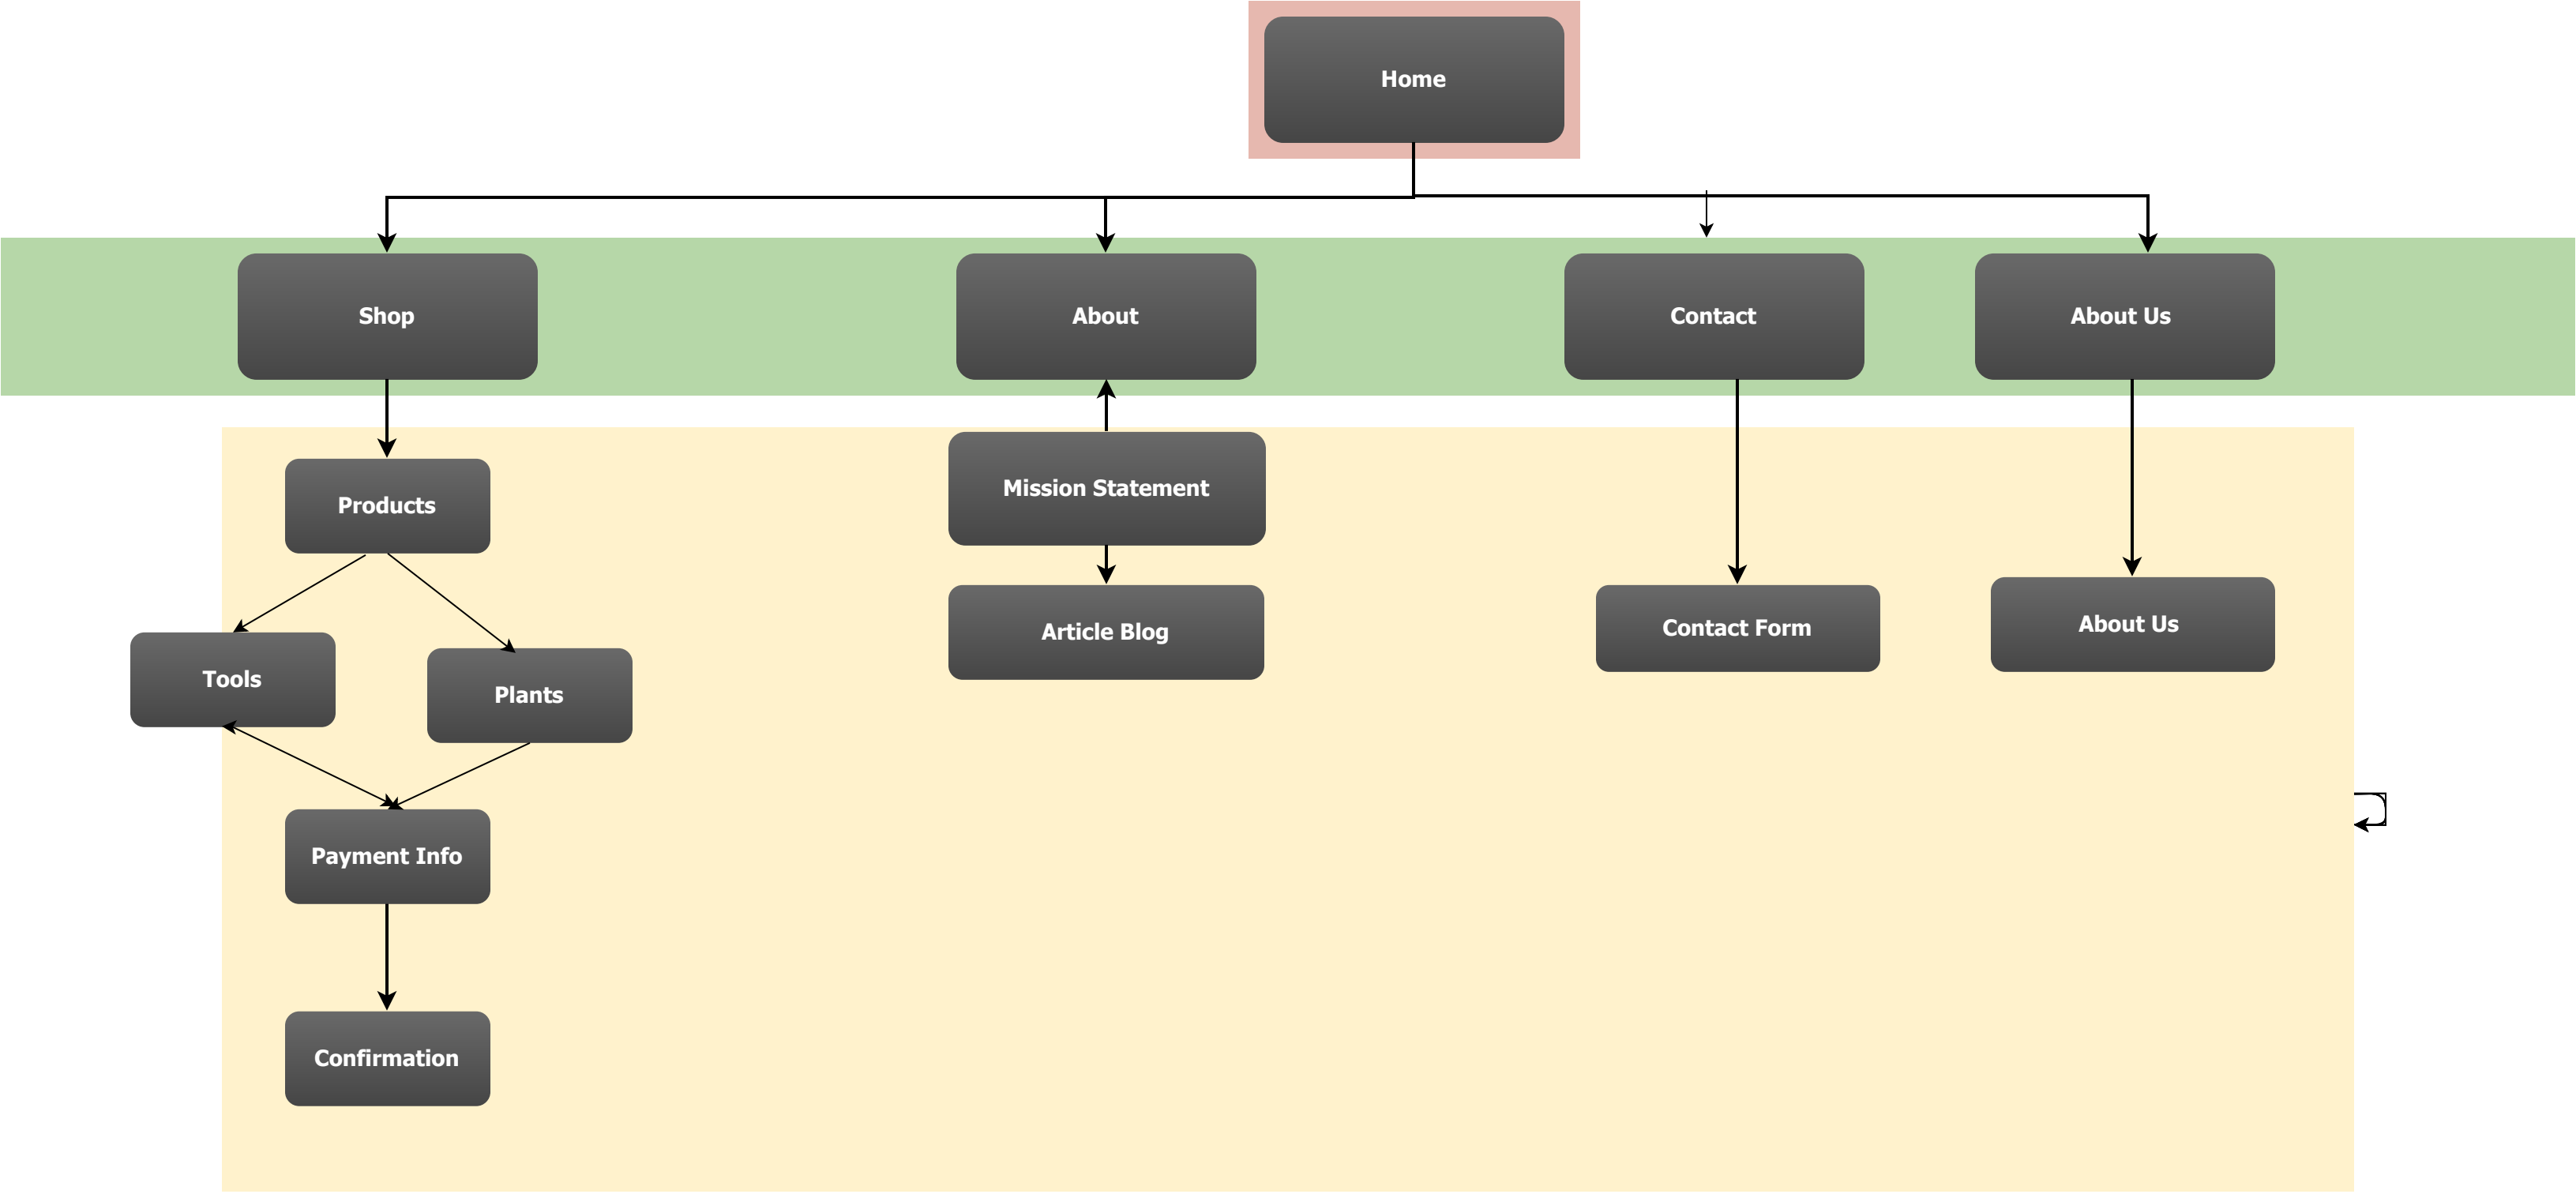 Home
Shop
About
Contact
About Us
Products
Mission Statement
Tools
Plants
Article Blog
Contact Form
About Us
Payment Info
Confirmation